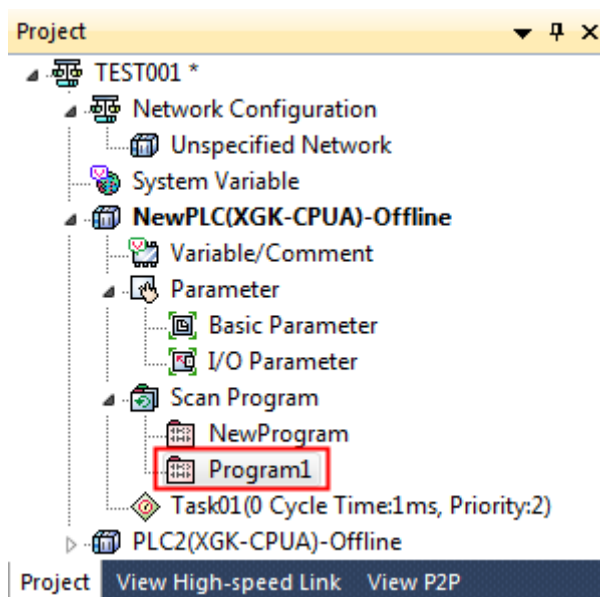 Project
TEST001 *
Network Configuration
Unspecified Network
System Variable
NewPLC(XGK-CPUA)-Offline
Variable/Comment
Parameter
Basic Parameter
I/O Parameter
Scan Program
NewProgram
Program1
Task01(0 Cycle Time:1ms, Priority:2)
PLC2(XGK-CPUA)-Offline
Project View High-speed Link View P2P